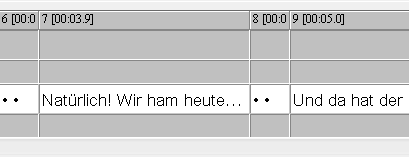 6 [00:0 7 [00:03.9] 8 [00:0 9 [00:05.0]
• • Natürlich! Wir ham heute... • • Und da hat der